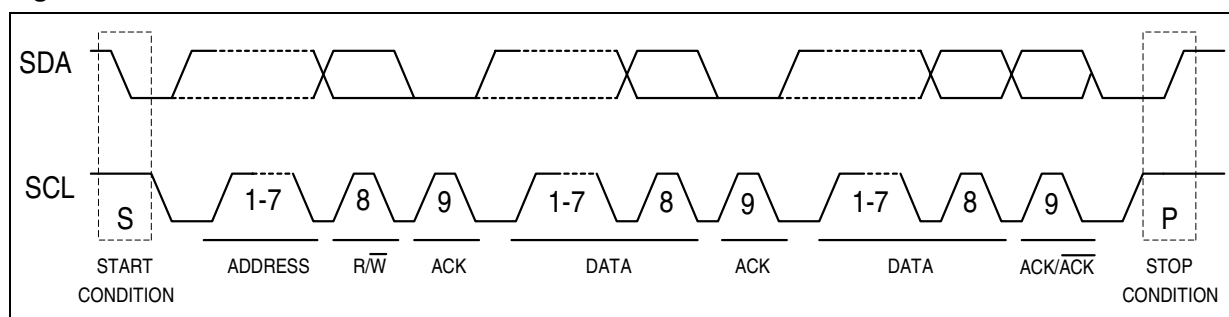 SDA
SCL
1-7 8 9 1-7 8 9 1-7 8 9
S P
START CONDITION ADDRESS R/W̅ ACK DATA ACK DATA ACK/A̅C̅K̅ STOP CONDITION